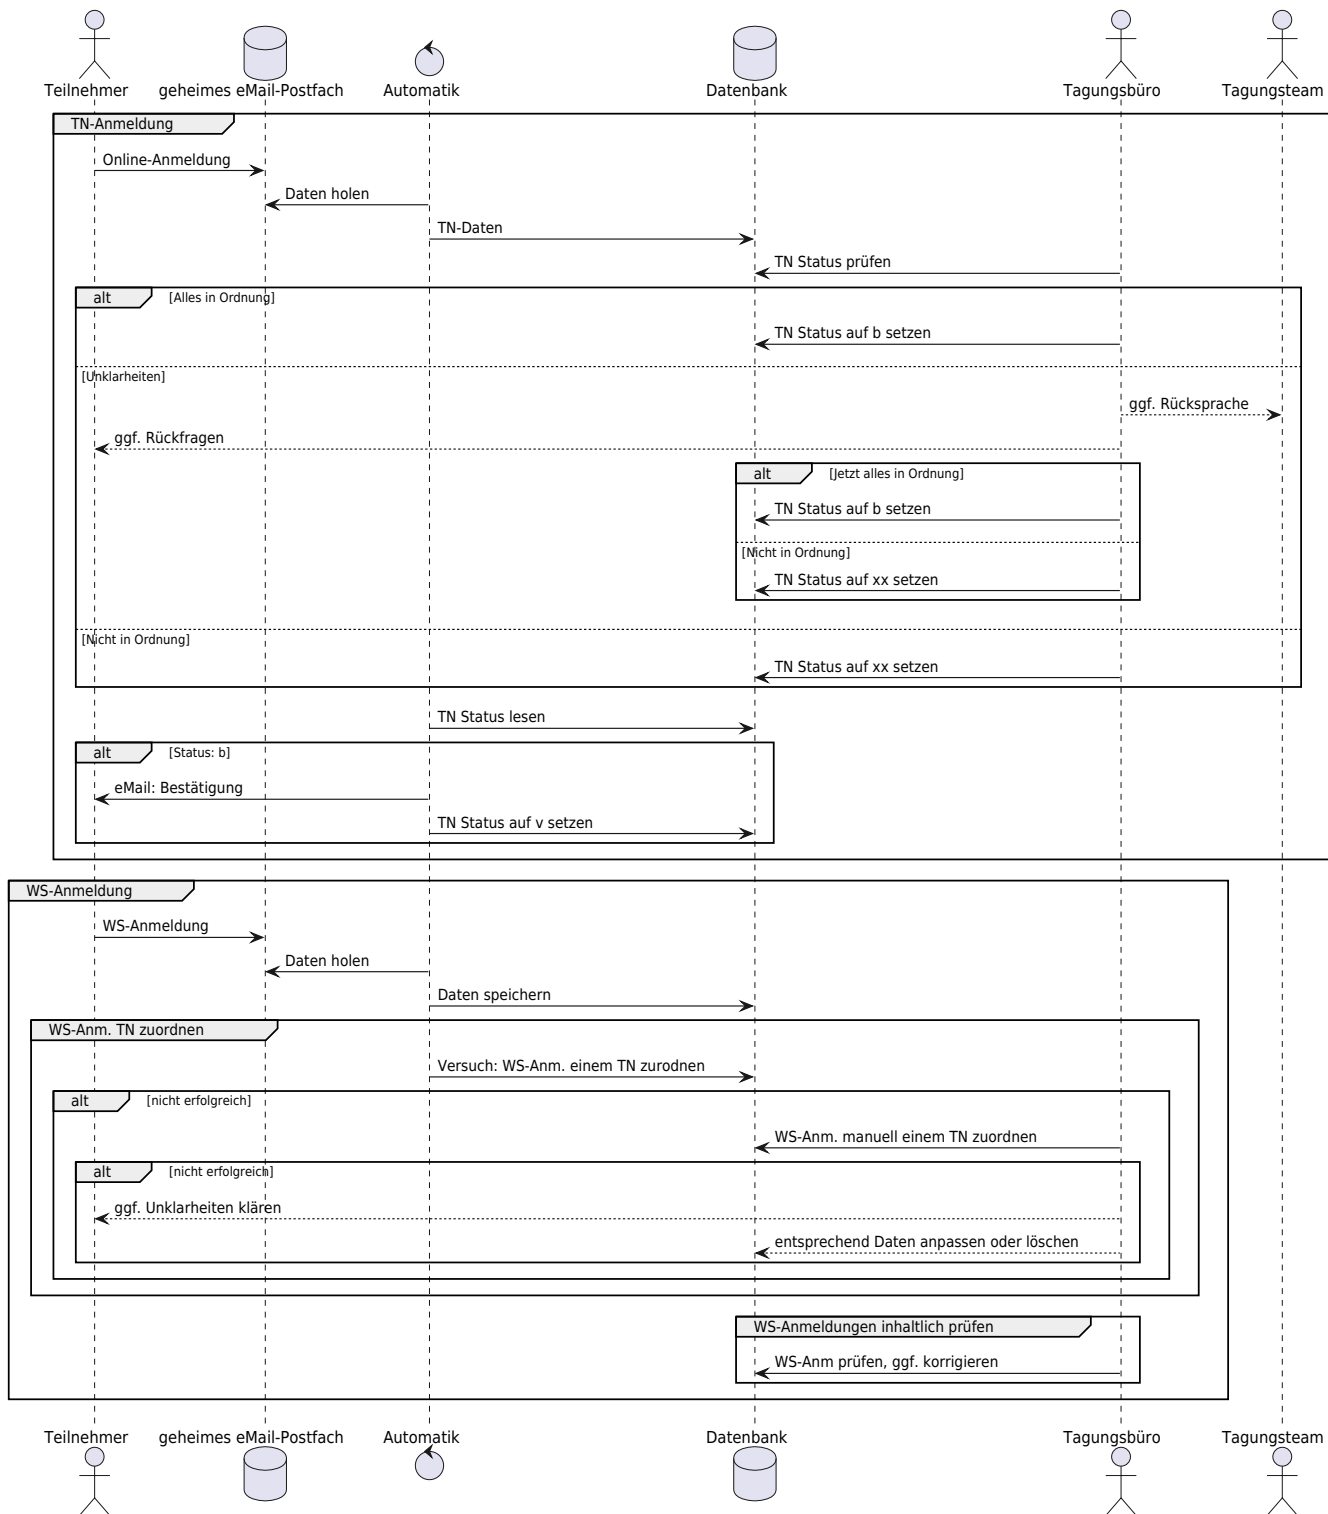 Teilnehmer geheimes eMail-Postfach Automatik Datenbank Tagungsbüro Tagungsteam
TN-Anmeldung
Online-Anmeldung
Daten holen
TN-Daten
TN Status prüfen
alt [Alles in Ordnung]
TN Status auf b setzen
[Unklarheiten]
ggf. Rücksprache
ggf. Rückfragen
alt [Jetzt alles in Ordnung]
TN Status auf b setzen
[Nicht in Ordnung]
TN Status auf xx setzen
[Nicht in Ordnung]
TN Status auf xx setzen
TN Status lesen
alt [Status: b]
eMail: Bestätigung
TN Status auf v setzen
WS-Anmeldung
WS-Anmeldung
Daten holen
Daten speichern
WS-Anm. TN zuordnen
Versuch: WS-Anm. einem TN zurodnen
alt [nicht erfolgreich]
WS-Anm. manuell einem TN zuordnen
alt [nicht erfolgreich]
ggf. Unklarheiten klären
entsprechend Daten anpassen oder löschen
WS-Anmeldungen inhaltlich prüfen
WS-Anm prüfen, ggf. korrigieren
Teilnehmer geheimes eMail-Postfach Automatik Datenbank Tagungsbüro Tagungsteam